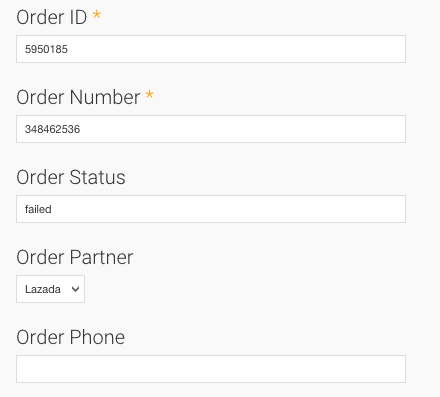 Order ID *
5950185
Order Number *
348462536
Order Status
failed
Order Partner
Lazada
Order Phone